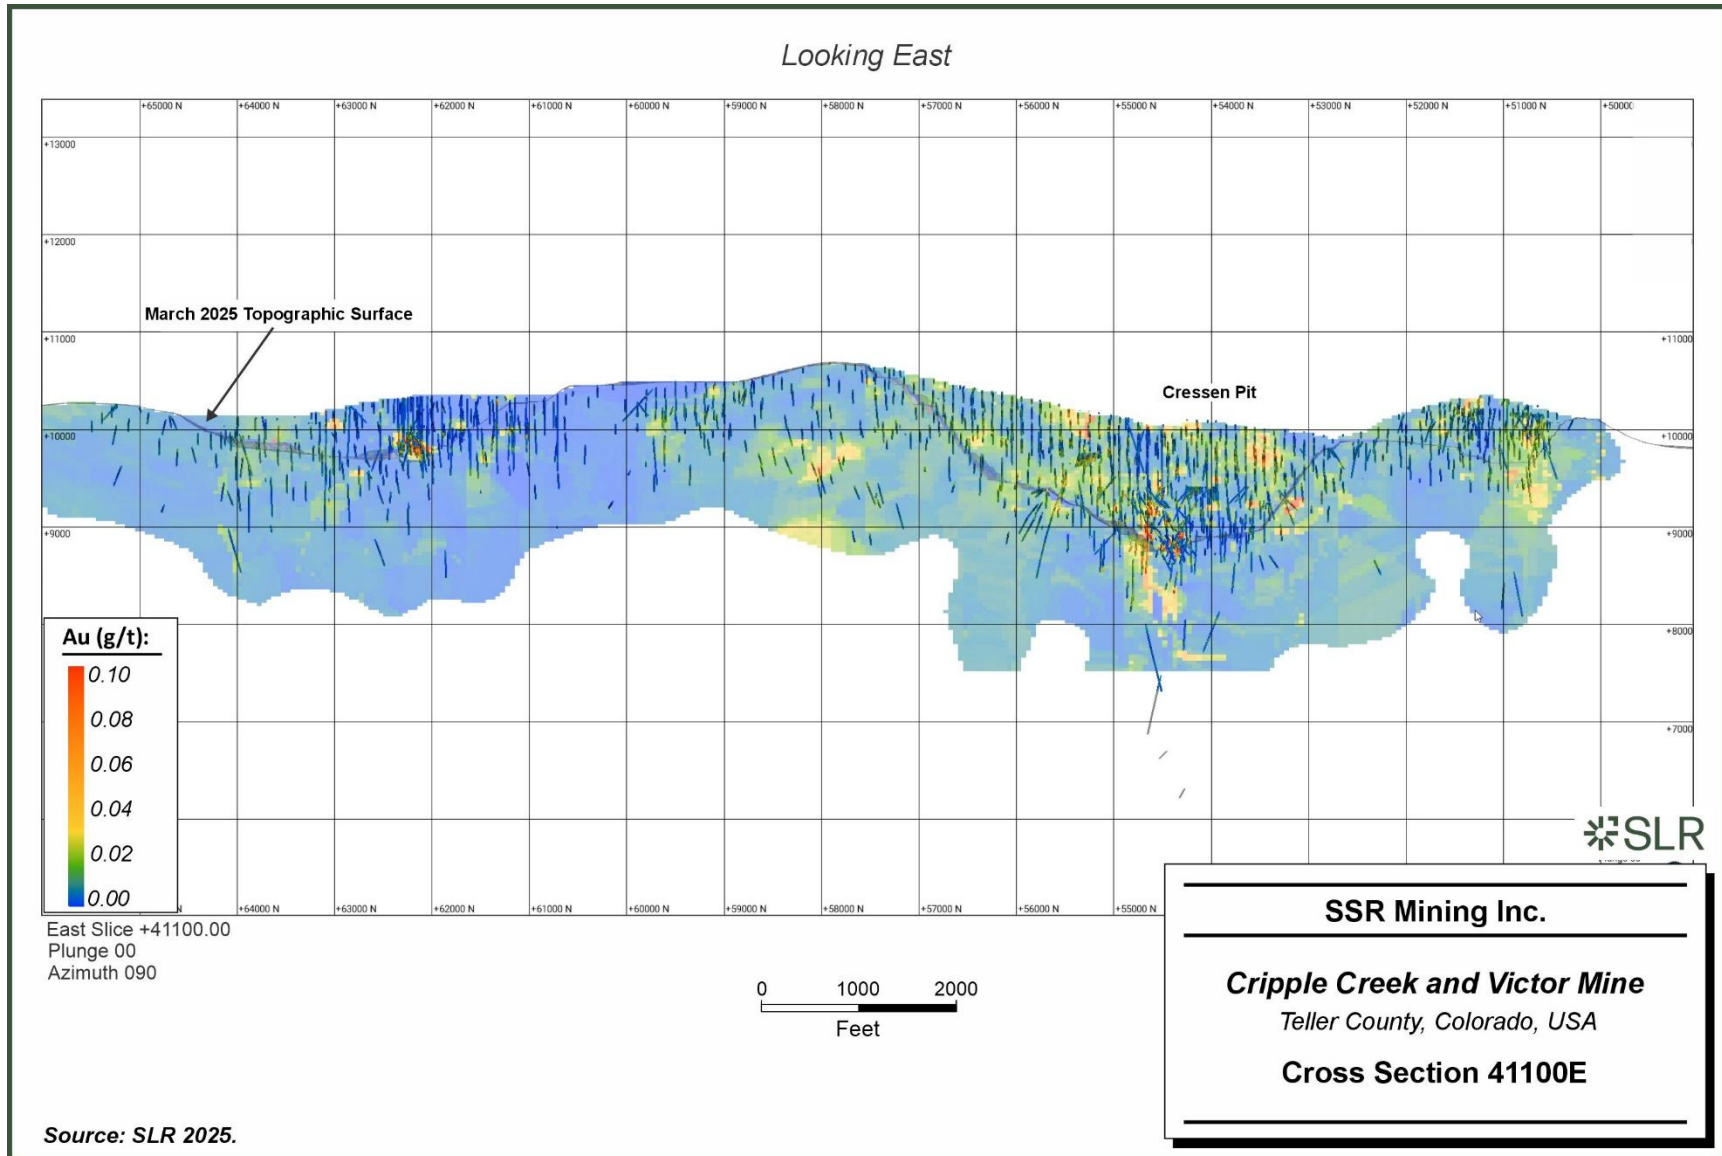 Looking East
+65000 N +64000 N +63000 N +62000 N +61000 N +60000 N +59000 N +58000 N +57000 N +56000 N +55000 N +54000 N +53000 N +52000 N +51000 N +5000
+13000
+12000
March 2025 Topographic Surface
+11000 +11000
Cressen Pit
+10000 +10000
+9000 +9000
+8000
Au (g/t):
0.10
0.08
0.06
0.04
0.02
0.00
+7000
SLR
+64000 N +63000 N +62000 N +61000 N +60000 N +59000 N +58000 N +57000 N +56000 N +55000 N
East Slice +41100.00
Plunge 00
Azimuth 090
0 1000 2000
Feet
SSR Mining Inc.
Cripple Creek and Victor Mine
Teller County, Colorado, USA
Cross Section 41100E
Source: SLR 2025.